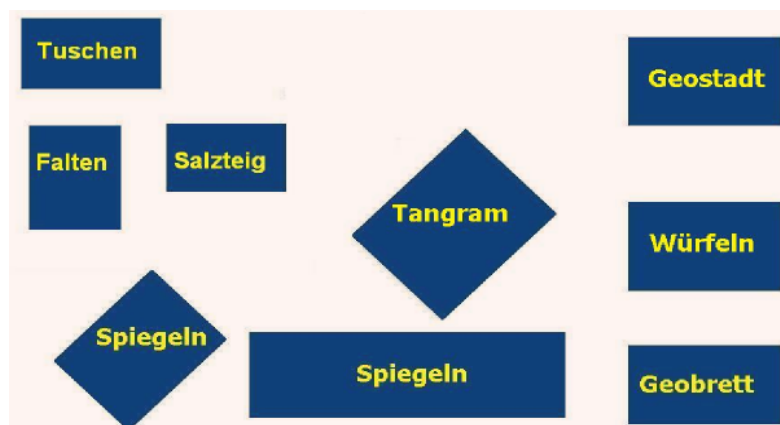 Tuschen
Geostadt
Falten
Salzteig
Tangram
Würfeln
Spiegeln
Spiegeln
Geobrett